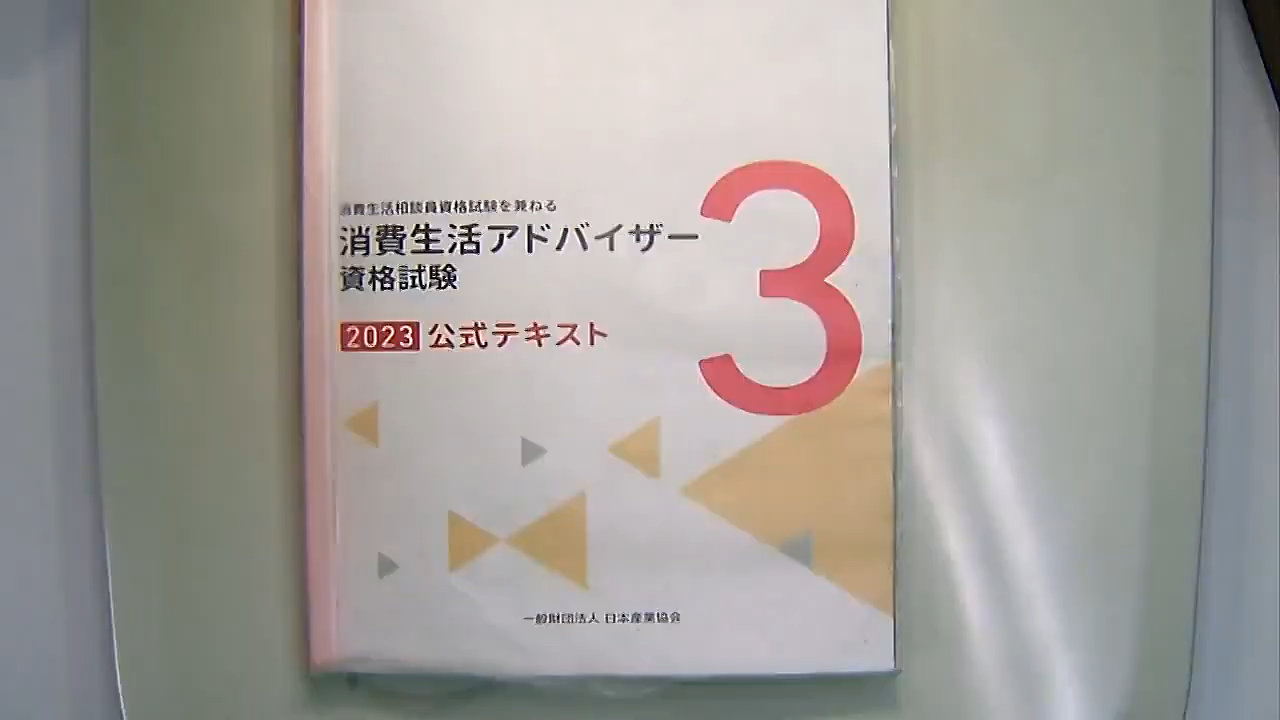 消費生活相談員資格試験を兼ねる
消費生活アドバイザー
資格試験
3
2023 公式テキスト
一般財団法人 日本産業協会